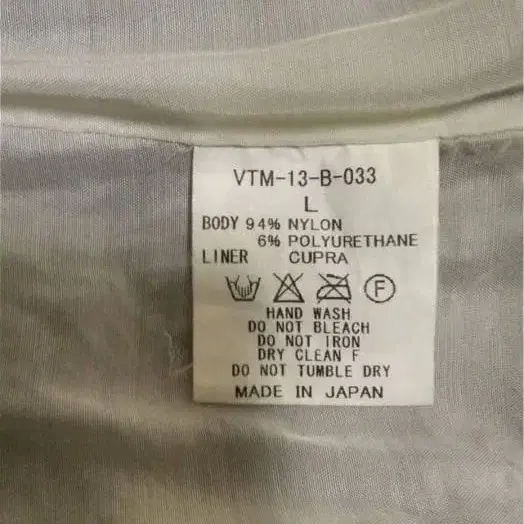 VTM-13-B-033
L
BODY 94% NYLON
6% POLYURETHANE
LINER CUPRA
F
HAND WASH
DO NOT BLEACH
DO NOT IRON
DRY CLEAN F
DO NOT TUMBLE DRY
MADE IN JAPAN